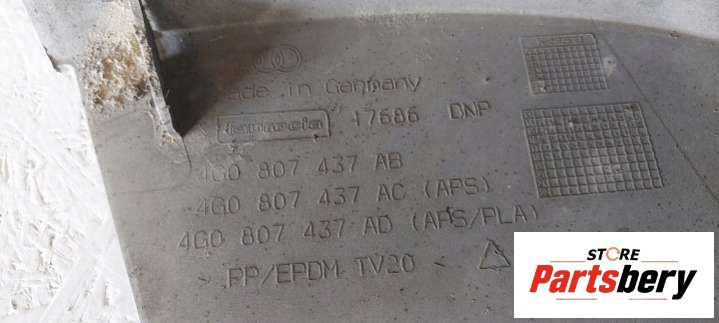 Made in Germany
17686 DNP
4G0 807 437 AB
4G0 807 437 AC (APS)
4G0 807 437 AD (APS/PLA)
> PP/EPDM TV20 <
STORE
Partsbery